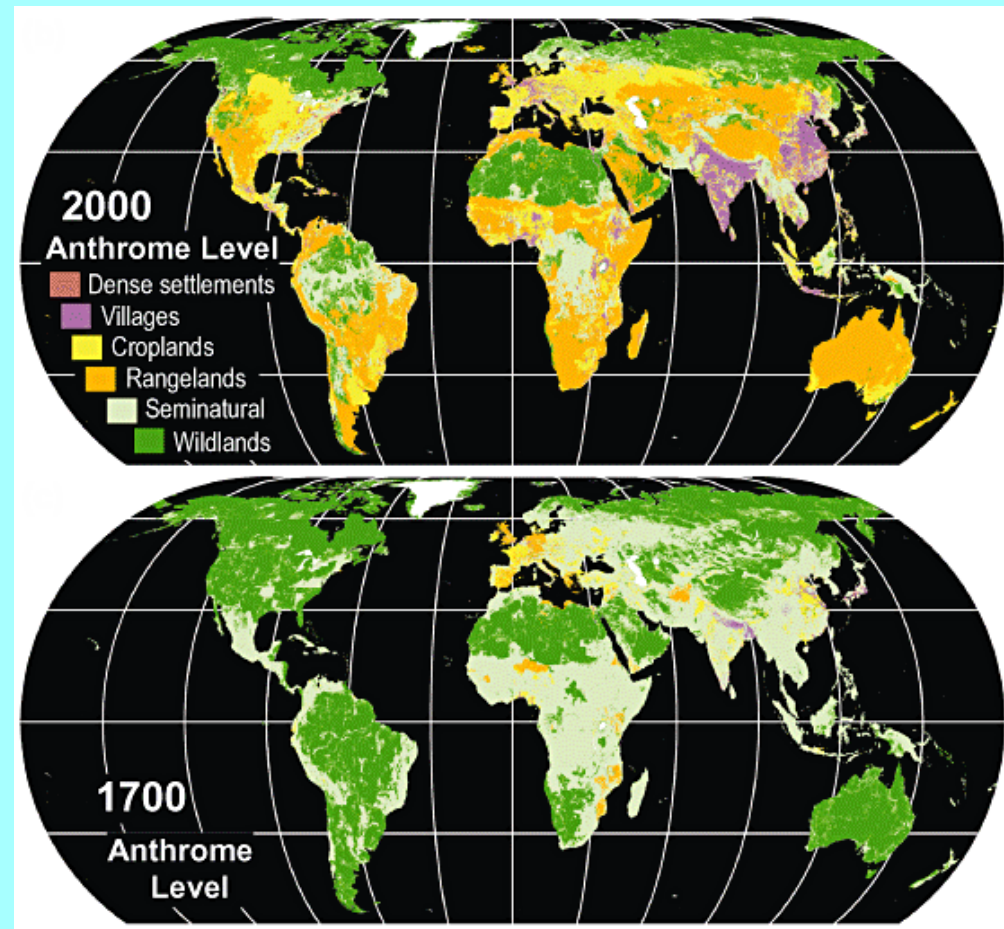 2000
Anthrome Level
Dense settlements
Villages
Croplands
Rangelands
Seminatural
Wildlands
1700
Anthrome
Level